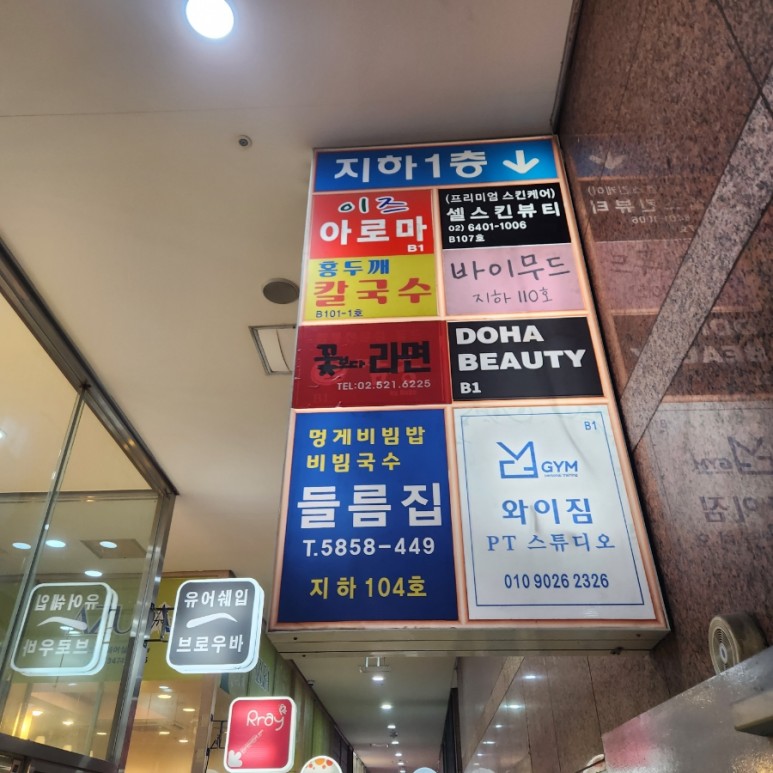 지하1층 ↓
이즈
아로마
B1
(프리미엄 스킨케어)
셀스킨뷰티
02) 6401-1006
B107호
홍두깨
칼국수
B101-1호
바이무드
지하 110호
꽃보다라면
TEL:02.521.6225
DOHA
BEAUTY
B1
멍게비빔밥
비빔국수
들름집
T.5858-449
지하 104호
B1
GYM
와이짐
PT 스튜디오
010 9026 2326
유어쉐입
브로우바
Rray